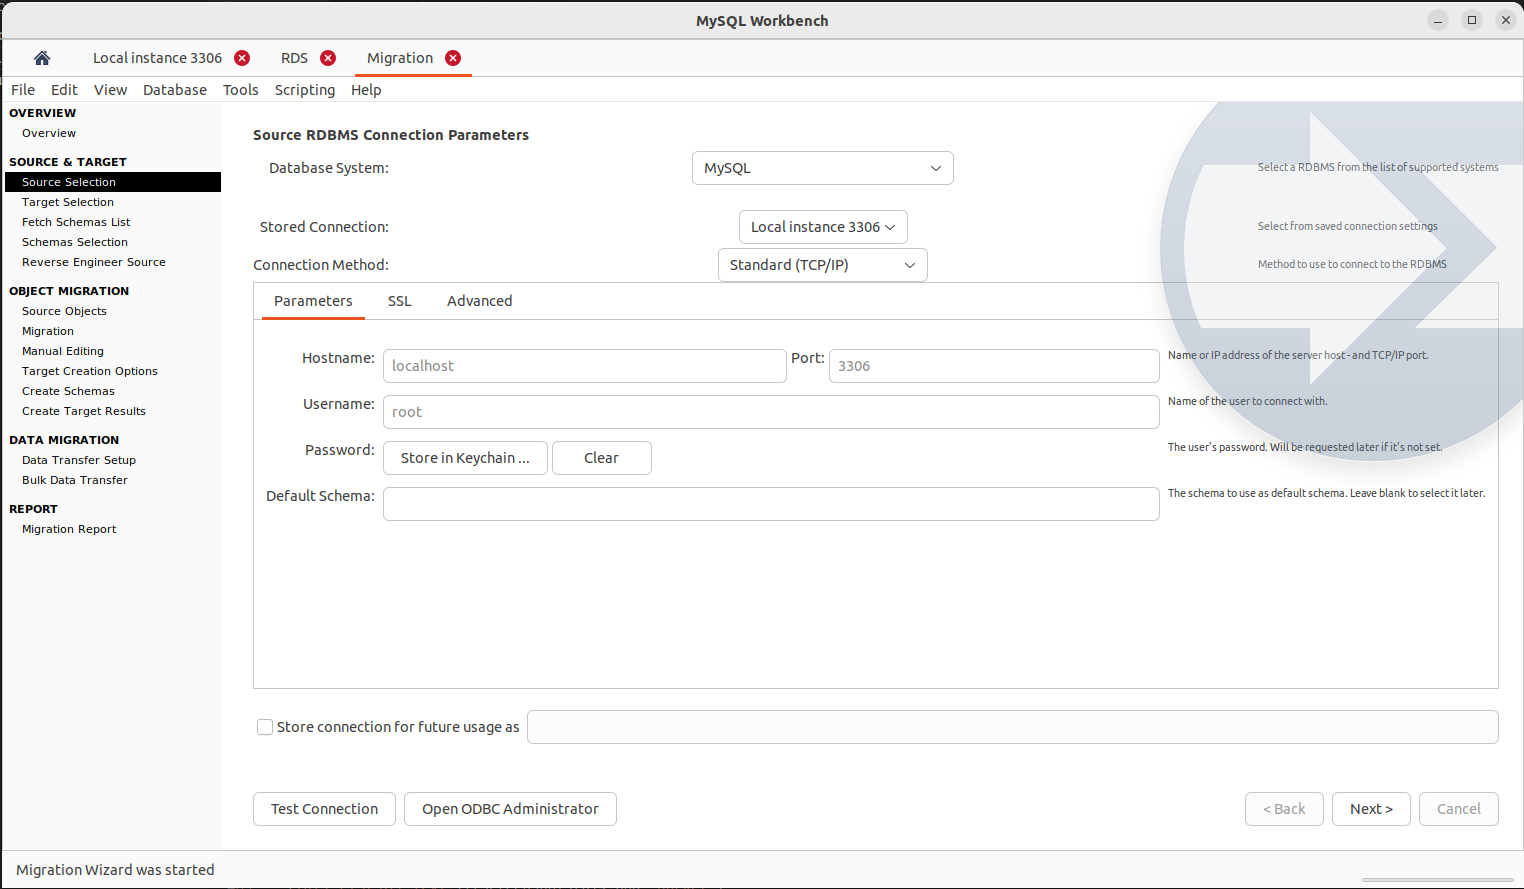 MySQL Workbench
Local instance 3306 RDS Migration
File Edit View Database Tools Scripting Help
OVERVIEW
Overview
SOURCE & TARGET
Source Selection
Target Selection
Fetch Schemas List
Schemas Selection
Reverse Engineer Source
OBJECT MIGRATION
Source Objects
Migration
Manual Editing
Target Creation Options
Create Schemas
Create Target Results
DATA MIGRATION
Data Transfer Setup
Bulk Data Transfer
REPORT
Migration Report
Source RDBMS Connection Parameters
Database System: MySQL Select a RDBMS from the list of supported systems
Stored Connection: Local instance 3306 Select from saved connection settings
Connection Method: Standard (TCP/IP) Method to use to connect to the RDBMS
Parameters SSL Advanced
Hostname: localhost Port: 3306 Name or IP address of the server host - and TCP/IP port.
Username: root Name of the user to connect with.
Password: Store in Keychain ... Clear The user's password. Will be requested later if it's not set.
Default Schema: The schema to use as default schema. Leave blank to select it later.
Store connection for future usage as
Test Connection Open ODBC Administrator < Back Next > Cancel
Migration Wizard was started